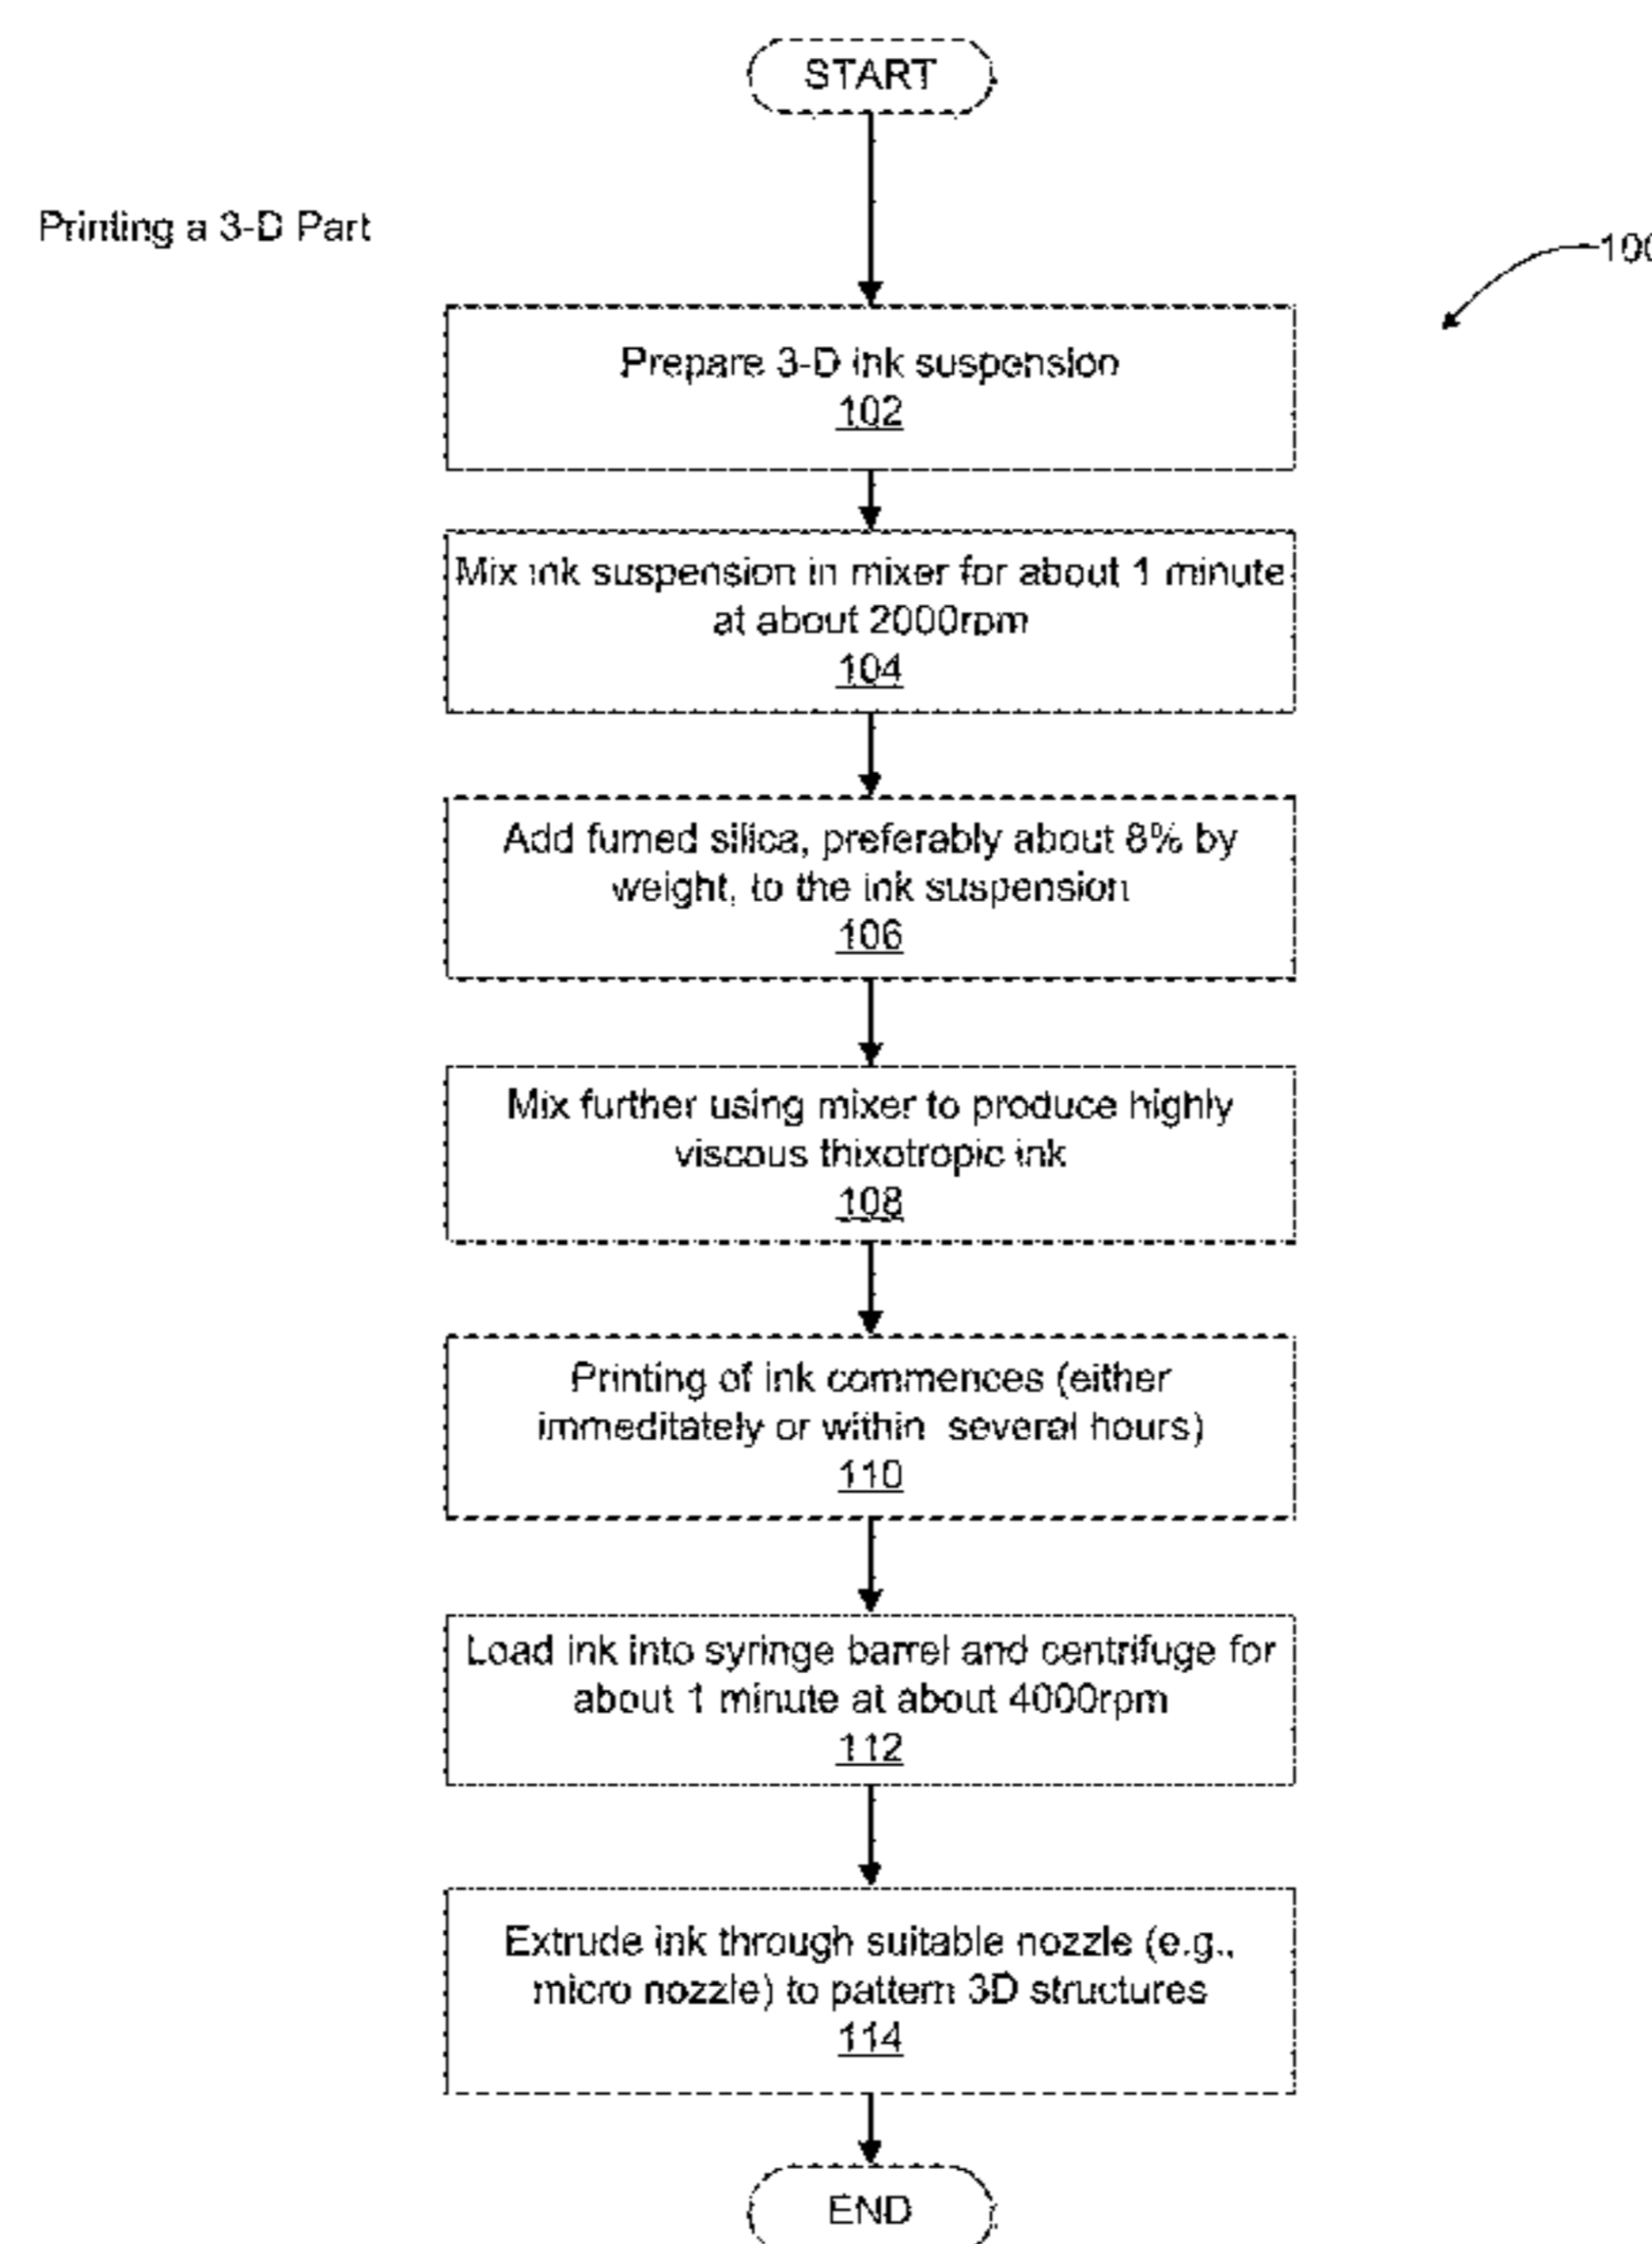 START
Printing a 3-D Part
100
Prepare 3-D ink suspension
102
Mix ink suspension in mixer for about 1 minute
at about 2000rpm
104
Add fumed silica, preferably about 8% by
weight, to the ink suspension
106
Mix further using mixer to produce highly
viscous thixotropic ink
108
Printing of ink commences (either
immeditately or within several hours)
110
Load ink into syringe barrel and centrifuge for
about 1 minute at about 4000rpm
112
Extrude ink through suitable nozzle (e.g.,
micro nozzle) to pattern 3D structures
114
END